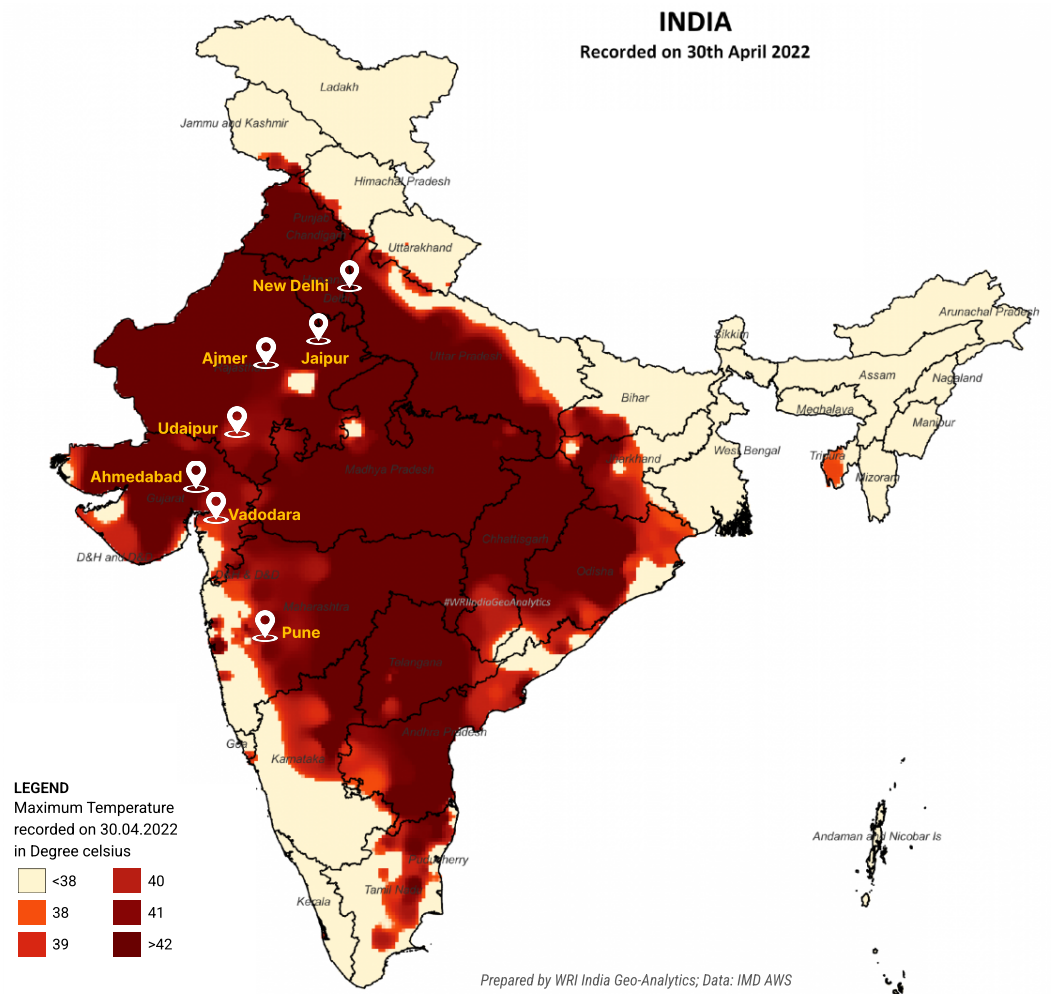 INDIA
Recorded on 30th April 2022
Ladakh
Jammu and Kashmir
Himachal Pradesh
Punjab
Chandigarh
Uttarakhand
New Delhi
Delhi
Arunachal Pradesh
Sikkim
Ajmer
Jaipur
Uttar Pradesh
Assam
Nagaland
Bihar
Meghalaya
Udaipur
Manipur
West Bengal
Tripura
Jharkhand
Madhya Pradesh
Ahmedabad
Mizoram
Gujarat
Vadodara
Chhattisgarh
D&H and D&D
Odisha
#WRIIndiaGeoAnalytics
Maharashtra
Pune
Telangana
Andhra Pradesh
Goa
Karnataka
LEGEND
Maximum Temperature
recorded on 30.04.2022
in Degree celsius
<38
40
38
41
39
>42
Andaman and Nicobar Is
Puducherry
Tamil Nadu
Kerala
Prepared by WRI India Geo-Analytics; Data: IMD AWS